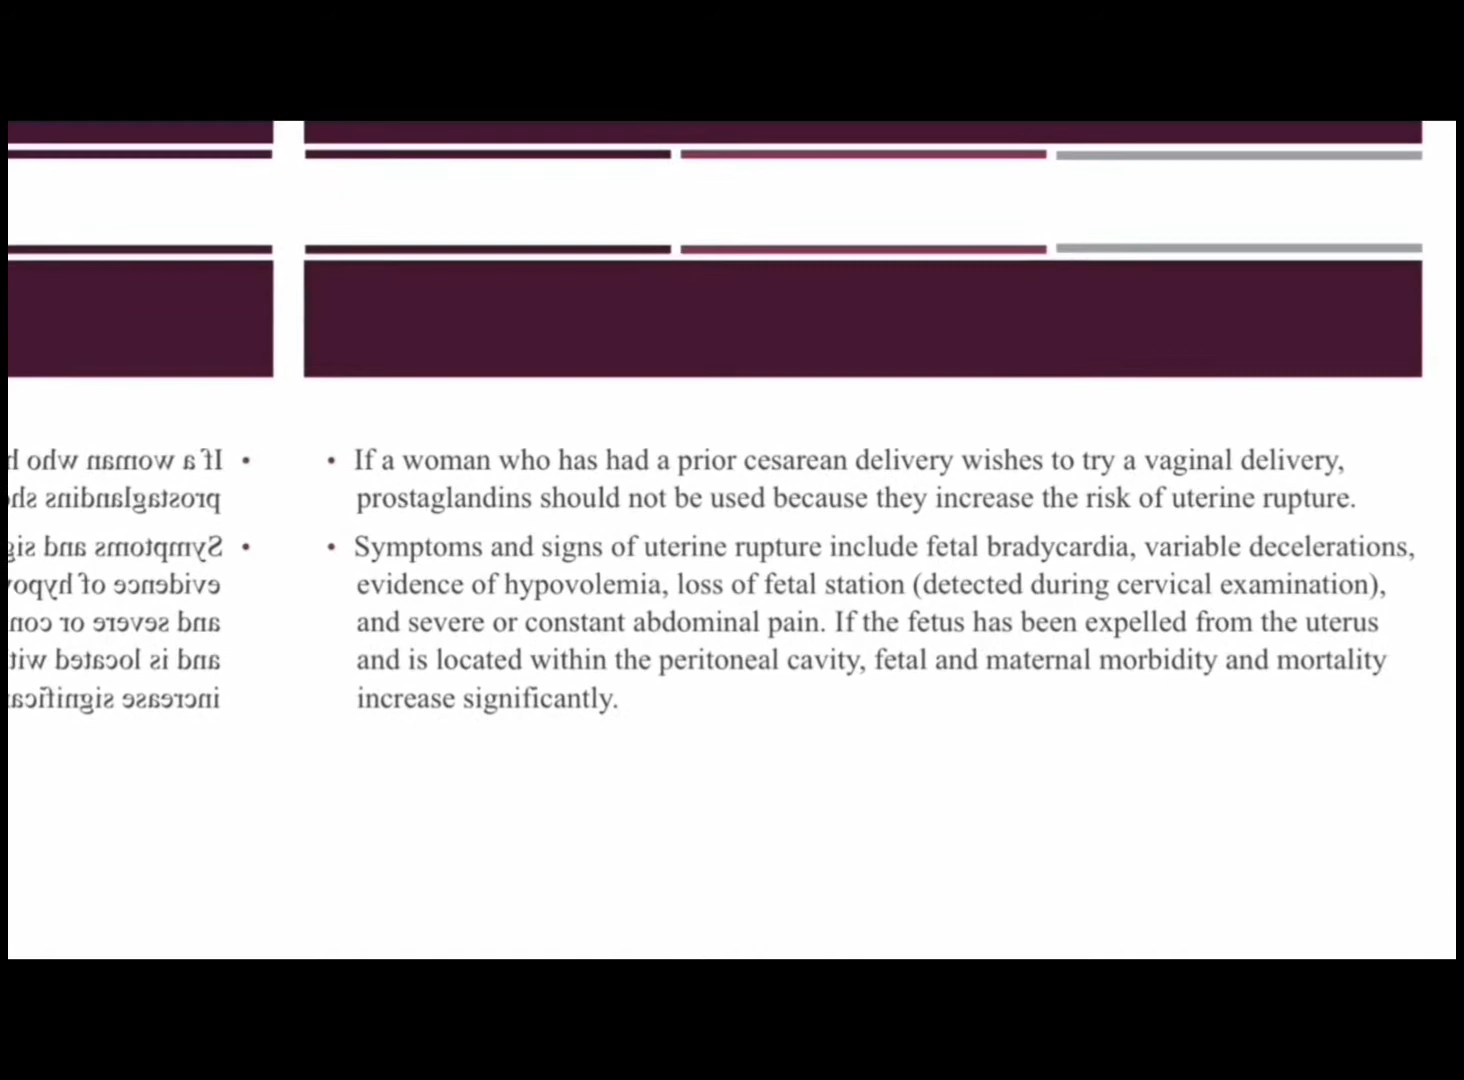 • If a woman who has had a prior cesarean delivery wishes to try a vaginal delivery,
prostaglandins should not be used because they increase the risk of uterine rupture.
• Symptoms and signs of uterine rupture include fetal bradycardia, variable decelerations,
evidence of hypovolemia, loss of fetal station (detected during cervical examination),
and severe or constant abdominal pain. If the fetus has been expelled from the uterus
and is located within the peritoneal cavity, fetal and maternal morbidity and mortality
increase significantly.